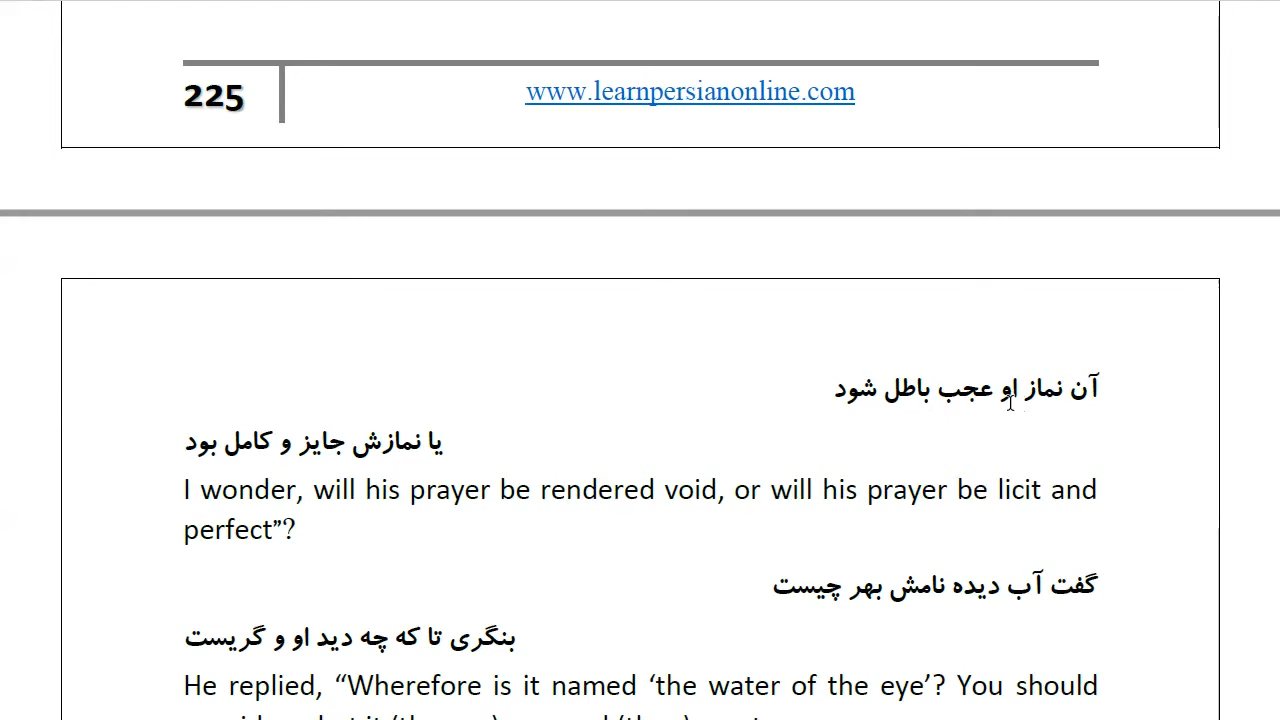 225
www.learnpersianonline.com
آن نماز او عجب باطل شود
یا نمازش جایز و کامل بود
I wonder, will his prayer be rendered void, or will his prayer be licit and
perfect”?
گفت آب دیده نامش بهر چیست
بنگری تا که چه دید او و گریست
He replied, “Wherefore is it named ‘the water of the eye’? You should